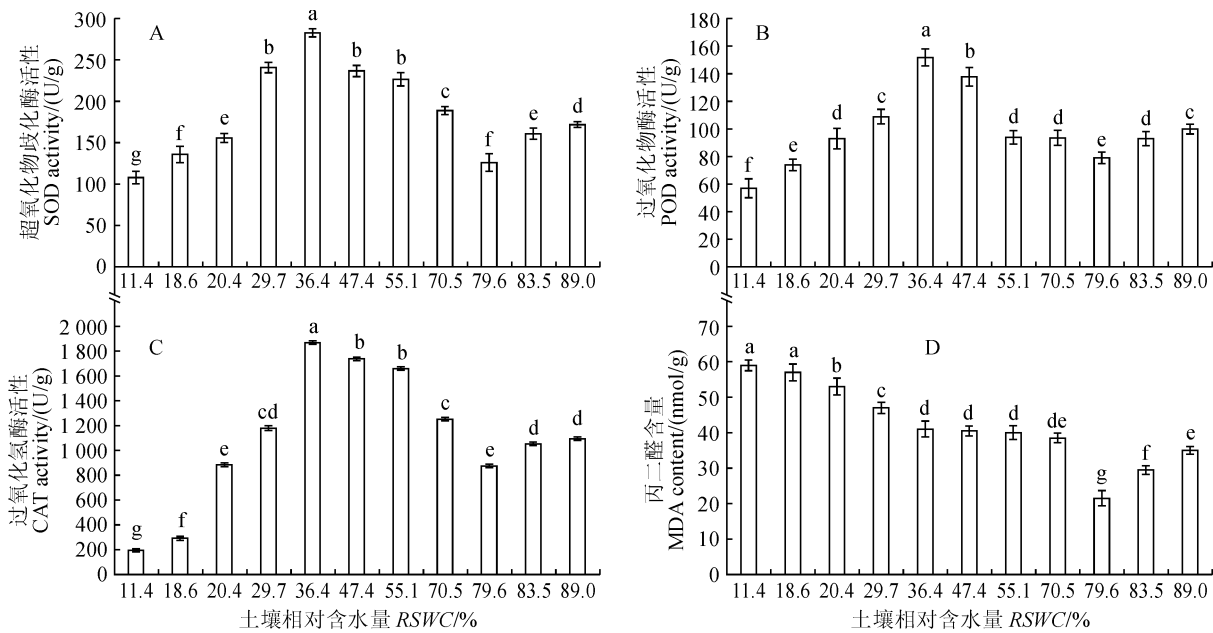 A
超氧化物歧化酶活性
SOD activity/(U/g)
300
250
200
150
100
50
0
g
f
e
b
a
b
b
c
f
e
d
11.4 18.6 20.4 29.7 36.4 47.4 55.1 70.5 79.6 83.5 89.0
B
过氧化物酶活性
POD activity/(U/g)
180
160
140
120
100
80
60
40
20
0
f
e
d
c
a
b
d
d
e
d
c
11.4 18.6 20.4 29.7 36.4 47.4 55.1 70.5 79.6 83.5 89.0
C
过氧化氢酶活性
CAT activity/(U/g)
2 000
1 800
1 600
1 400
1 200
1 000
800
600
400
200
0
g
f
e
cd
a
b
b
c
e
d
d
11.4 18.6 20.4 29.7 36.4 47.4 55.1 70.5 79.6 83.5 89.0
土壤相对含水量 RSWC/%
D
丙二醛含量
MDA content/(nmol/g)
70
60
50
40
30
20
10
0
a
a
b
c
d
d
d
de
g
f
e
11.4 18.6 20.4 29.7 36.4 47.4 55.1 70.5 79.6 83.5 89.0
土壤相对含水量 RSWC/%